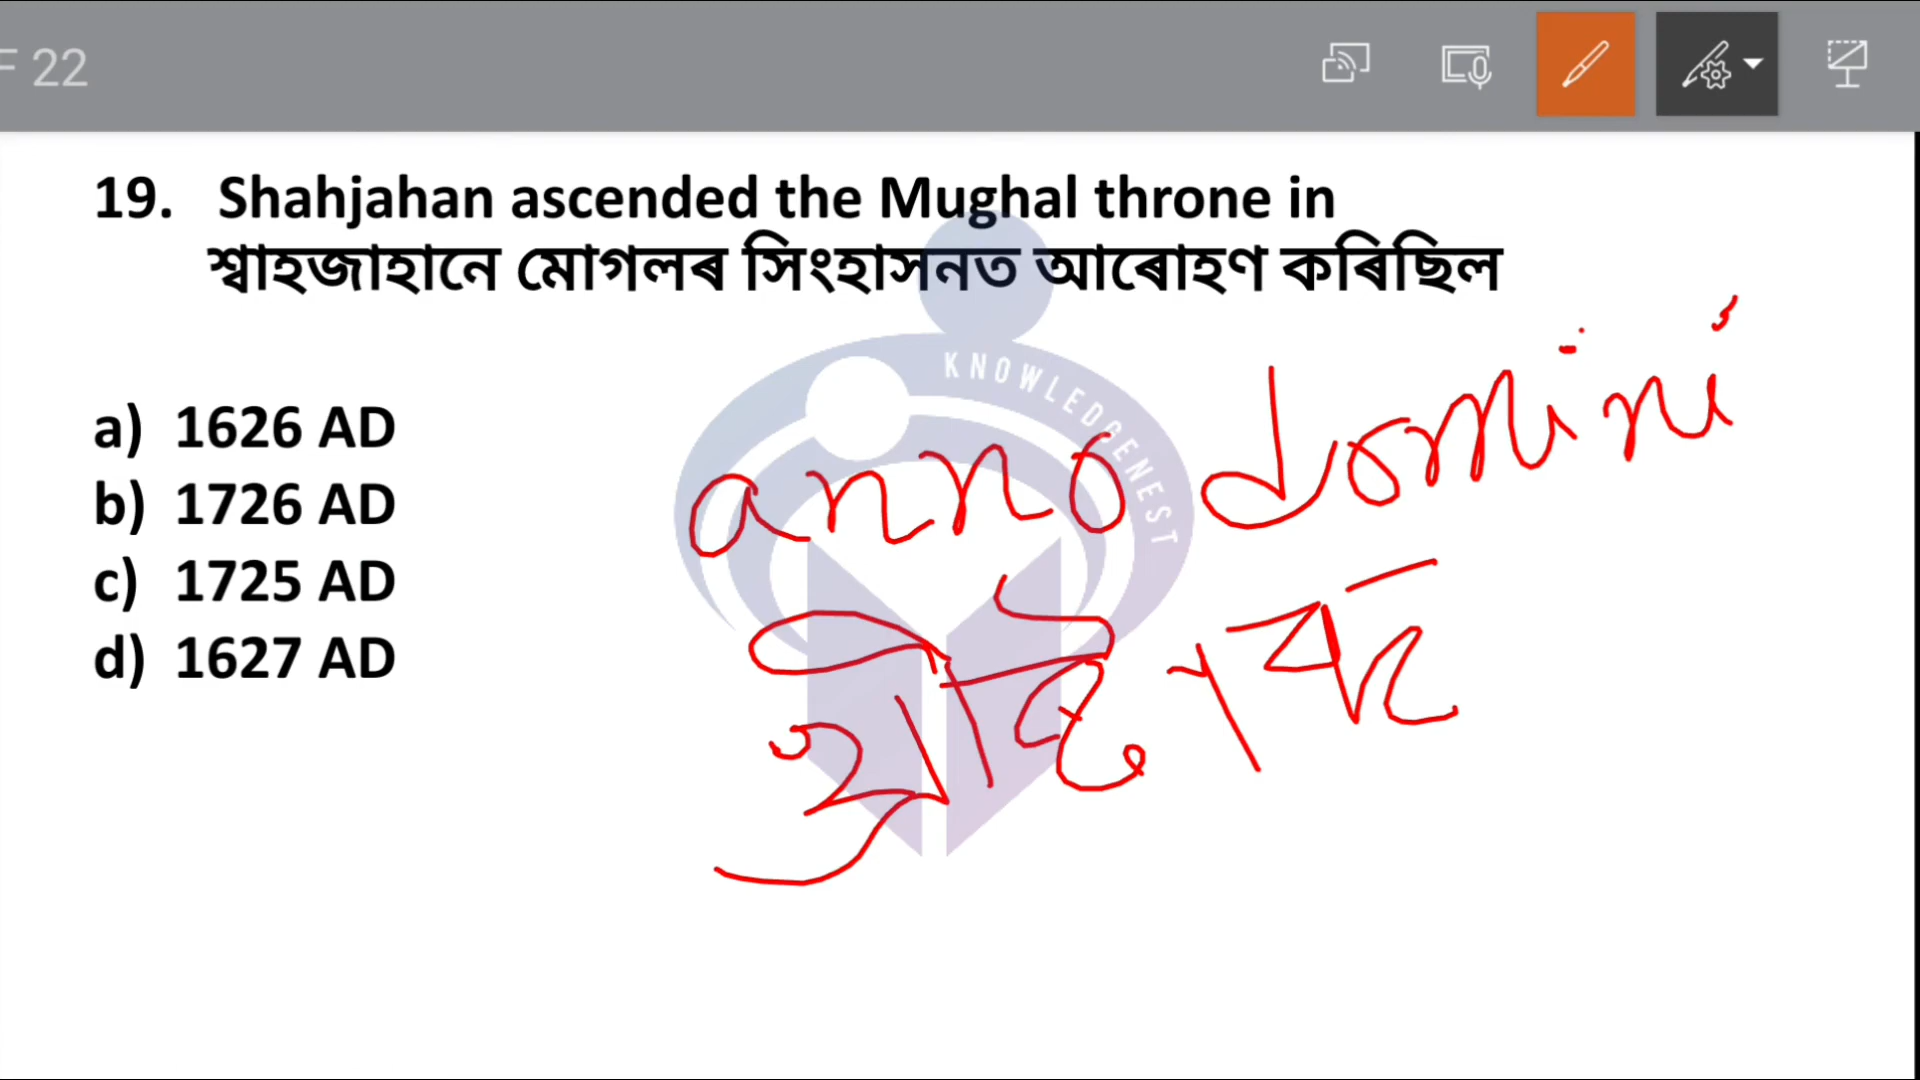 F 22
19. Shahjahan ascended the Mughal throne in
শ্বাহজাহানে মোগলৰ সিংহাসনত আৰোহণ কৰিছিল
KNOWLEDGENEST
a) 1626 AD
b) 1726 AD
c) 1725 AD
d) 1627 AD
anno domini